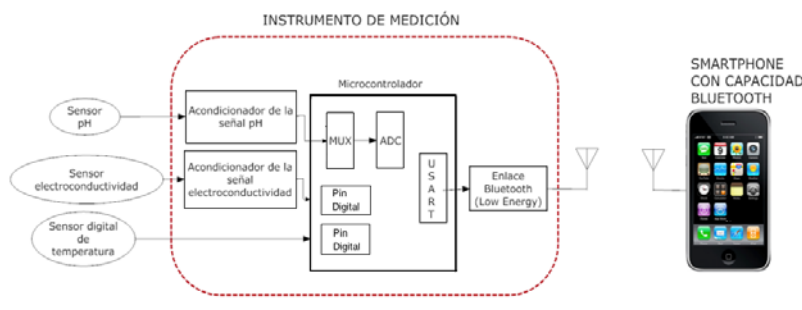 INSTRUMENTO DE MEDICIÓN
SMARTPHONE
CON CAPACIDAD
BLUETOOTH
Microcontrolador
Sensor
pH
Acondicionador de la
señal pH
MUX
ADC
Sensor
electroconductividad
Acondicionador de la
señal
electroconductividad
Pin
Digital
U
S
A
R
T
Enlace
Bluetooth
(Low Energy)
Sensor digital
de
temperatura
Pin
Digital